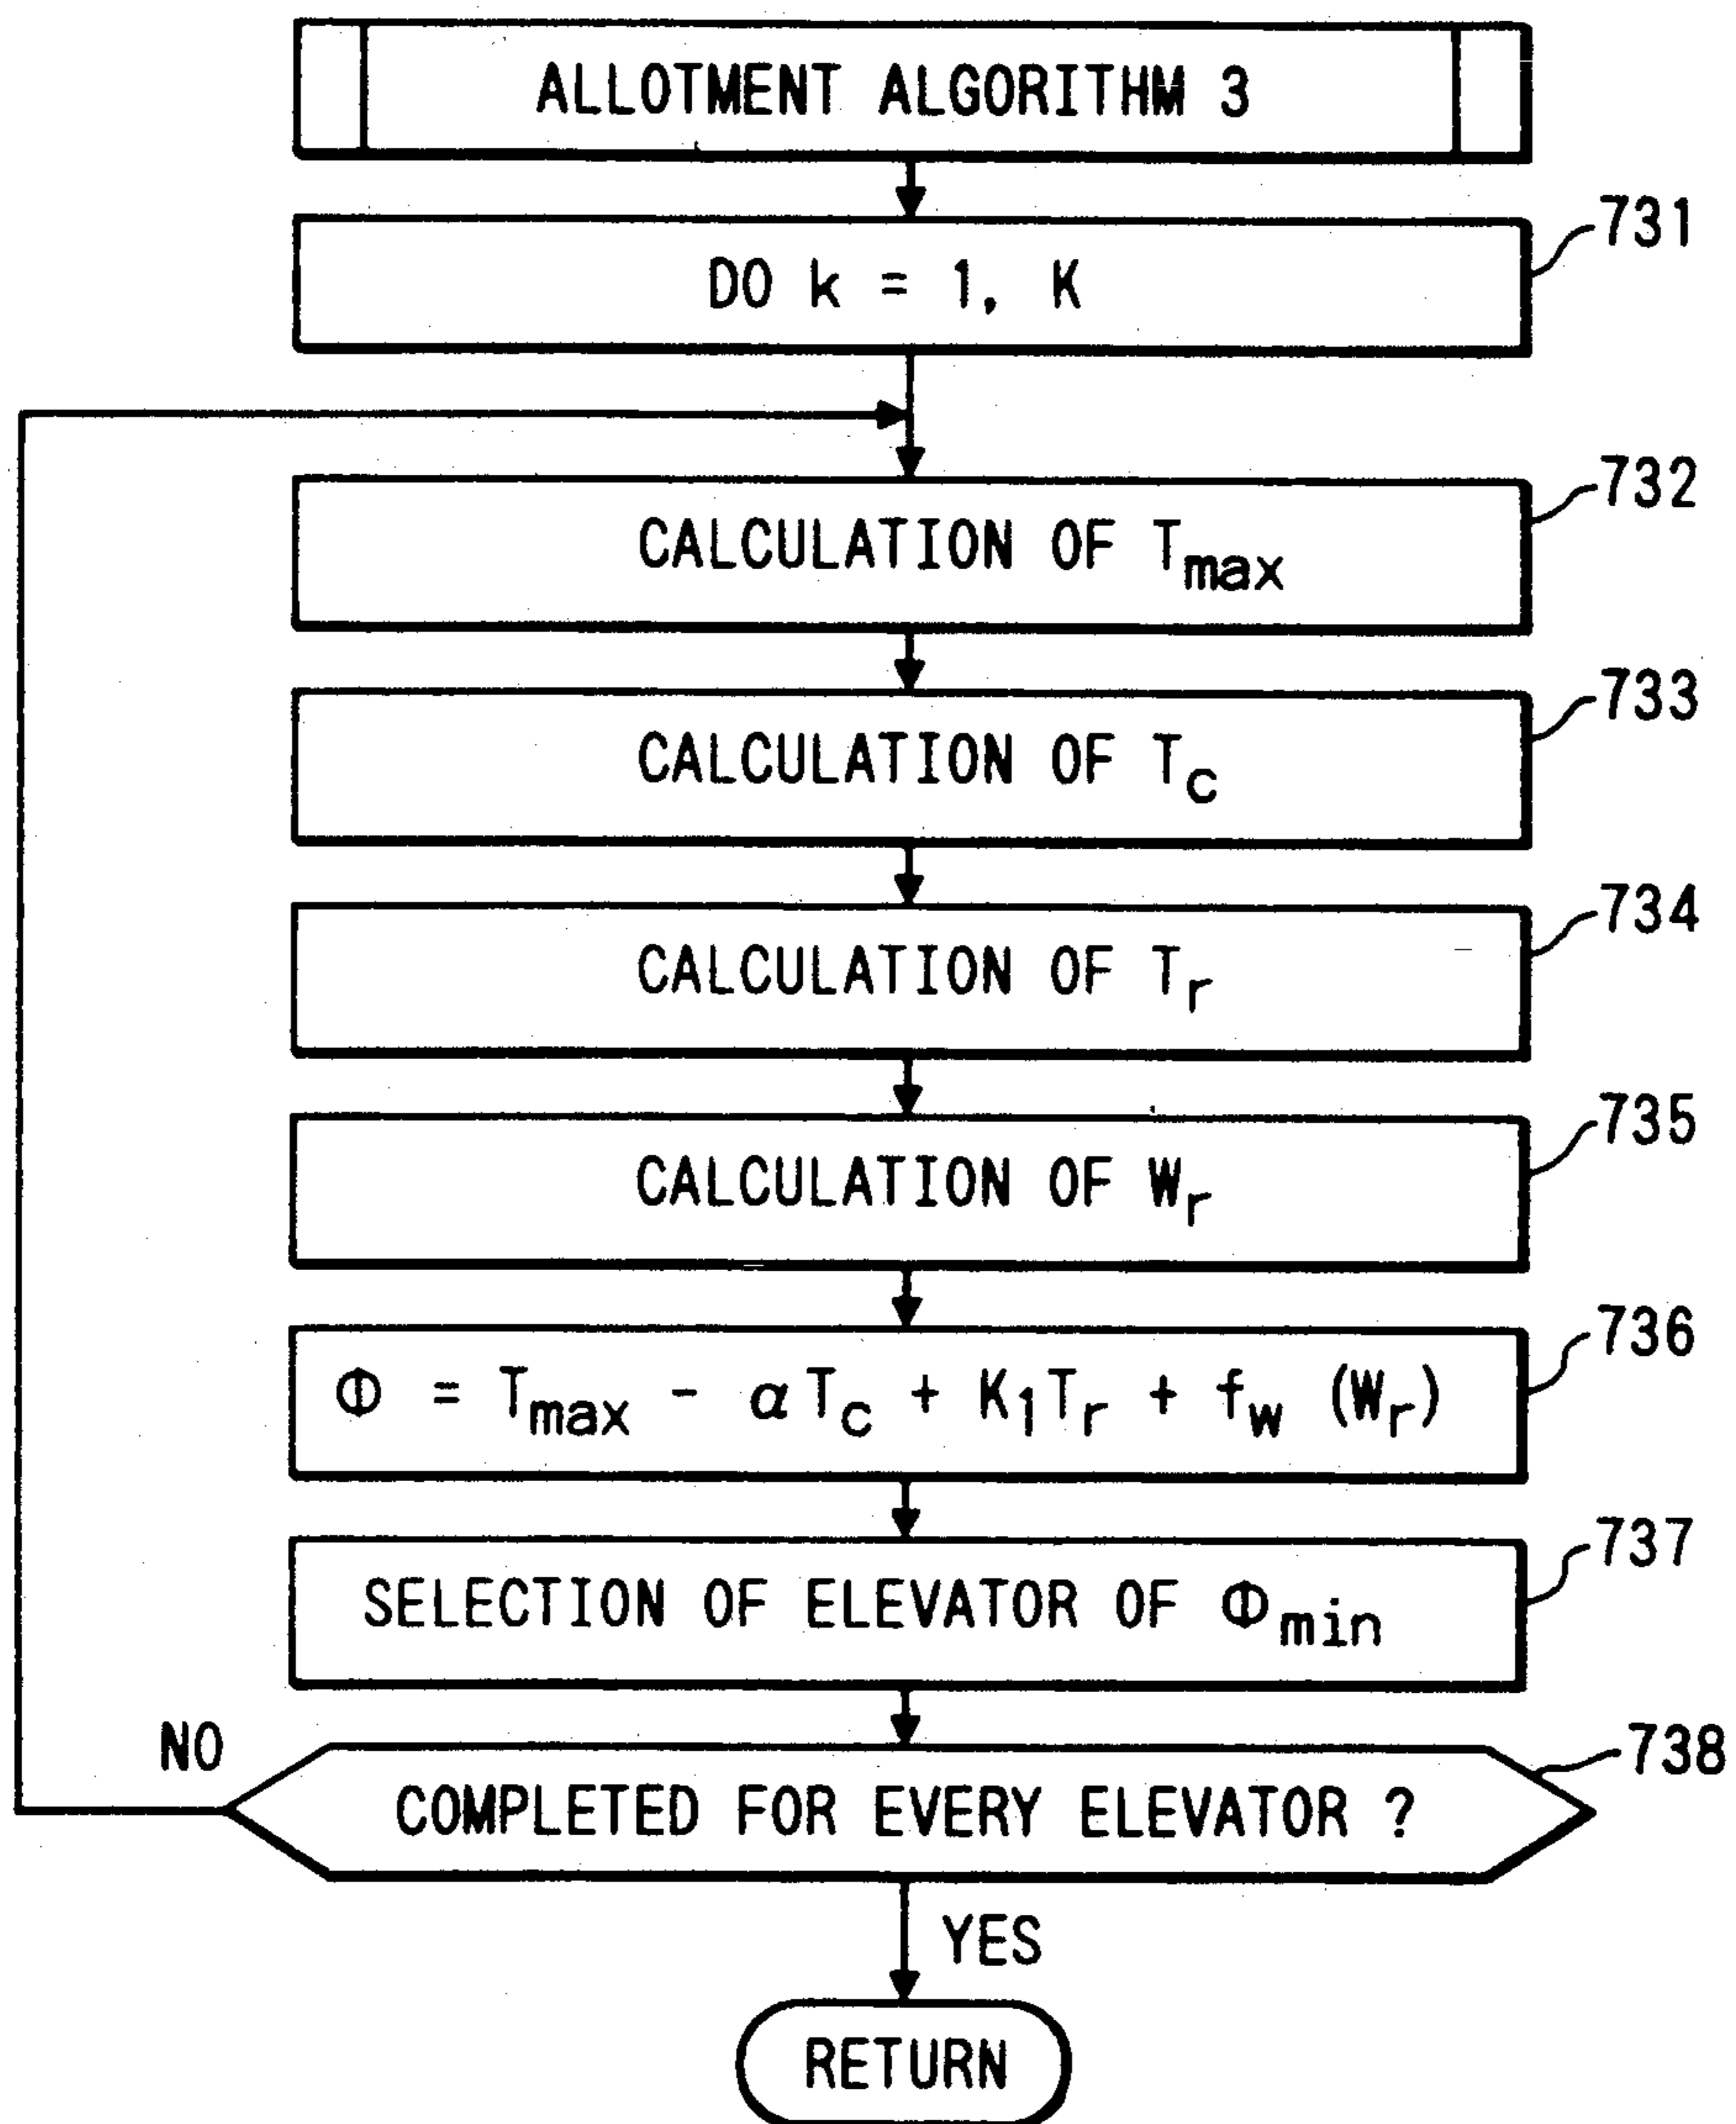 ALLOTMENT ALGORITHM 3
731
DO k = 1, K
732
CALCULATION OF Tmax
733
CALCULATION OF Tc
734
CALCULATION OF Tr
735
CALCULATION OF Wr
736
Φ = Tmax - αTc + K1Tr + fw (Wr)
737
SELECTION OF ELEVATOR OF Φmin
NO
738
COMPLETED FOR EVERY ELEVATOR ?
YES
RETURN